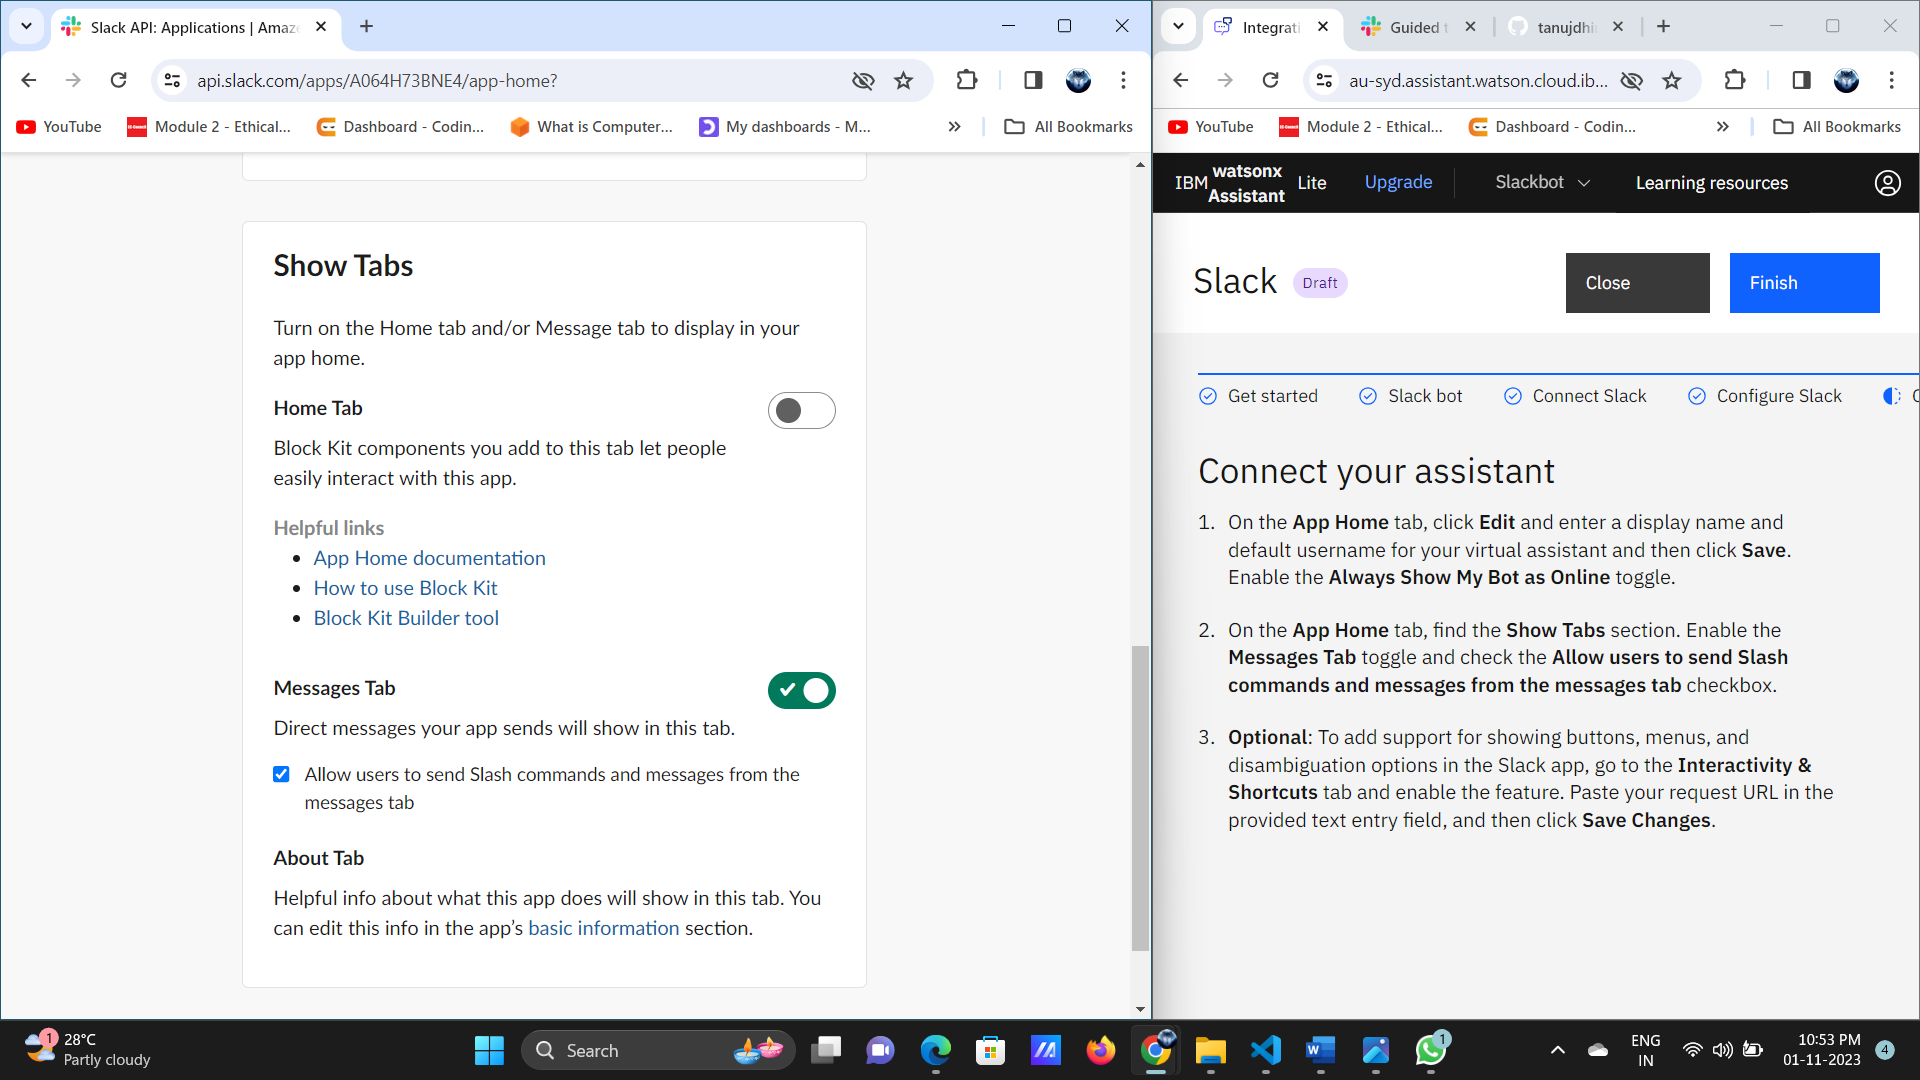 Slack API: Applications | Amaz
api.slack.com/apps/A064H73BNE4/app-home?
YouTube
Module 2 - Ethical...
Dashboard - Codin...
What is Computer...
My dashboards - M...
All Bookmarks
Show Tabs
Turn on the Home tab and/or Message tab to display in your
app home.
Home Tab
Block Kit components you add to this tab let people
easily interact with this app.
Helpful links
App Home documentation
How to use Block Kit
Block Kit Builder tool
Messages Tab
Direct messages your app sends will show in this tab.
Allow users to send Slash commands and messages from the
messages tab
About Tab
Helpful info about what this app does will show in this tab. You
can edit this info in the app’s basic information section.
Integrati
Guided t
tanujdhi
au-syd.assistant.watson.cloud.ib...
YouTube
Module 2 - Ethical...
Dashboard - Codin...
All Bookmarks
IBM watsonx Assistant
Lite
Upgrade
Slackbot
Learning resources
Slack
Draft
Close
Finish
Get started
Slack bot
Connect Slack
Configure Slack
Connect your assistant
1. On the App Home tab, click Edit and enter a display name and
default username for your virtual assistant and then click Save.
Enable the Always Show My Bot as Online toggle.
2. On the App Home tab, find the Show Tabs section. Enable the
Messages Tab toggle and check the Allow users to send Slash
commands and messages from the messages tab checkbox.
3. Optional: To add support for showing buttons, menus, and
disambiguation options in the Slack app, go to the Interactivity &
Shortcuts tab and enable the feature. Paste your request URL in the
provided text entry field, and then click Save Changes.
1
28°C
Partly cloudy
Search
1
ENG
IN
10:53 PM
01-11-2023
4